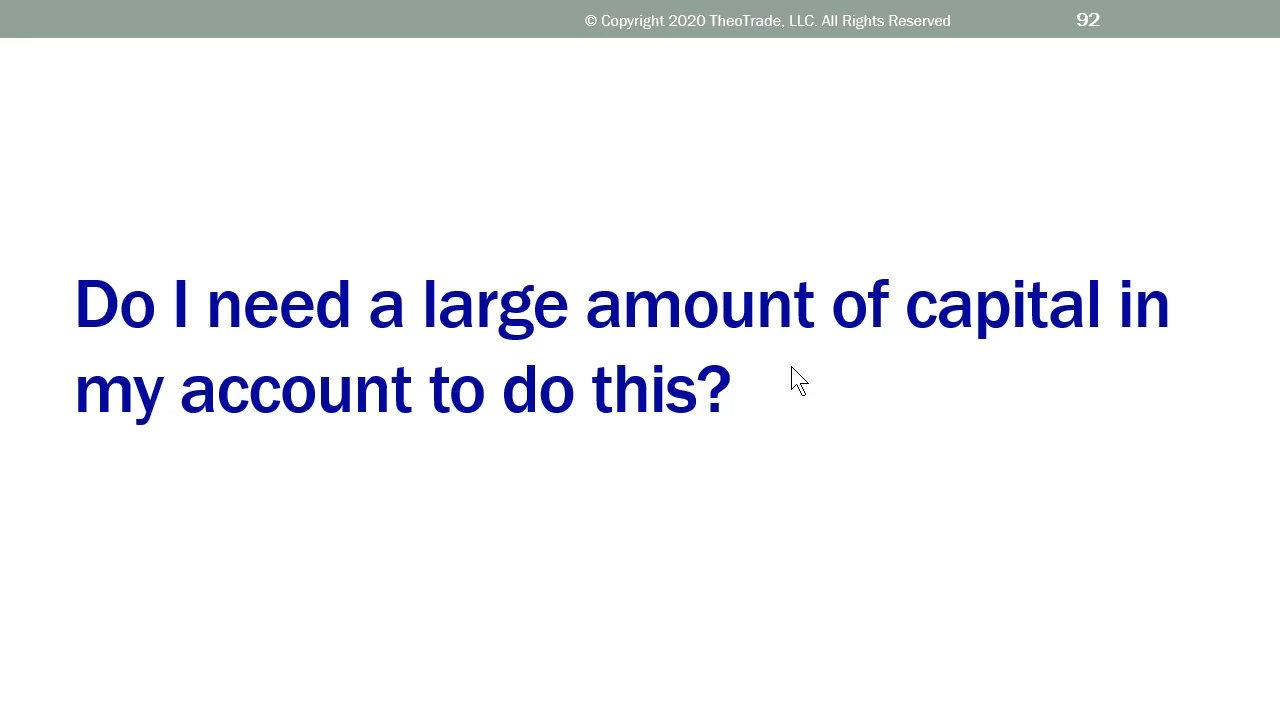 © Copyright 2020 TheoTrade, LLC. All Rights Reserved 92
Do I need a large amount of capital in
my account to do this?